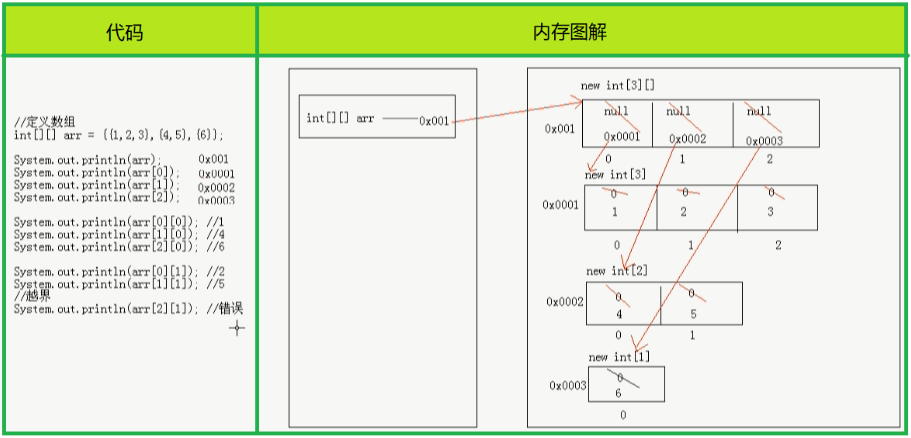 代码
内存图解
//定义数组
int[][] arr = {{1,2,3},{4,5},{6}};
System.out.println(arr); 0x001
System.out.println(arr[0]); 0x0001
System.out.println(arr[1]); 0x0002
System.out.println(arr[2]); 0x0003
System.out.println(arr[0][0]); //1
System.out.println(arr[1][0]); //4
System.out.println(arr[2][0]); //6
System.out.println(arr[0][1]); //2
System.out.println(arr[1][1]); //5
//越界
System.out.println(arr[2][1]); //错误
int[][] arr 0x001
new int[3][]
null null null
0x001 0x0001 0x0002 0x0003
0 1 2
new int[3]
0 0 0
0x0001 1 2 3
0 1 2
new int[2]
0 0
0x0002 4 5
0 1
new int[1]
0
0x0003 6
0